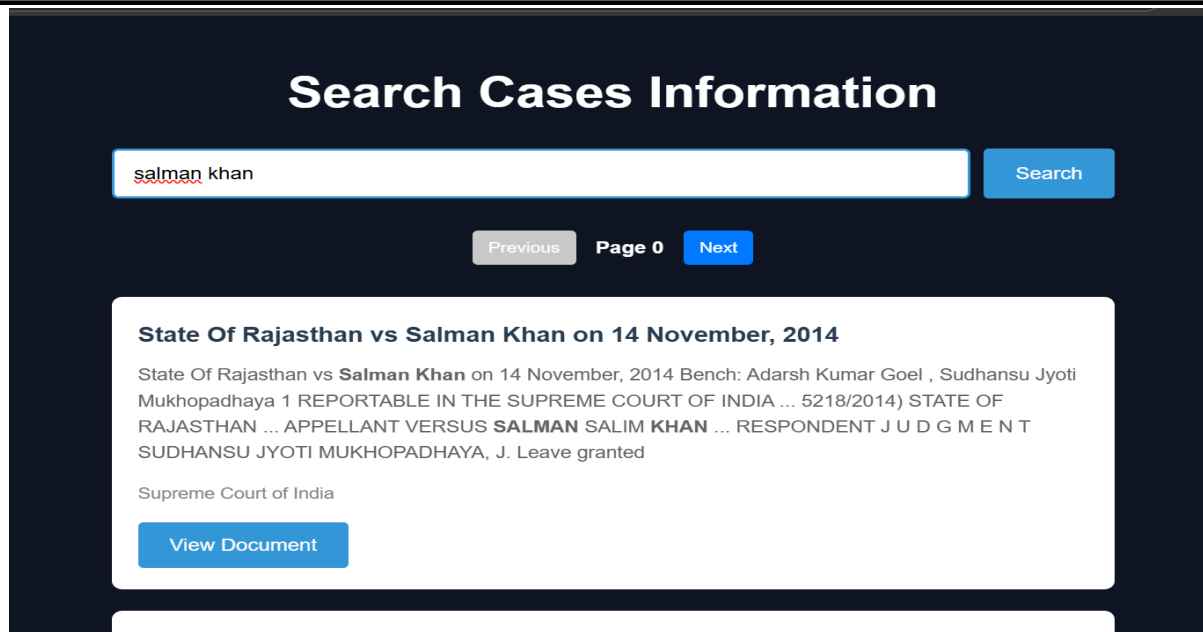 Search Cases Information
salman khan
Search
Previous Page 0 Next
State Of Rajasthan vs Salman Khan on 14 November, 2014
State Of Rajasthan vs Salman Khan on 14 November, 2014 Bench: Adarsh Kumar Goel , Sudhansu Jyoti
Mukhopadhaya 1 REPORTABLE IN THE SUPREME COURT OF INDIA ... 5218/2014) STATE OF
RAJASTHAN ... APPELLANT VERSUS SALMAN SALIM KHAN ... RESPONDENT J U D G M E N T
SUDHANSU JYOTI MUKHOPADHAYA, J. Leave granted
Supreme Court of India
View Document